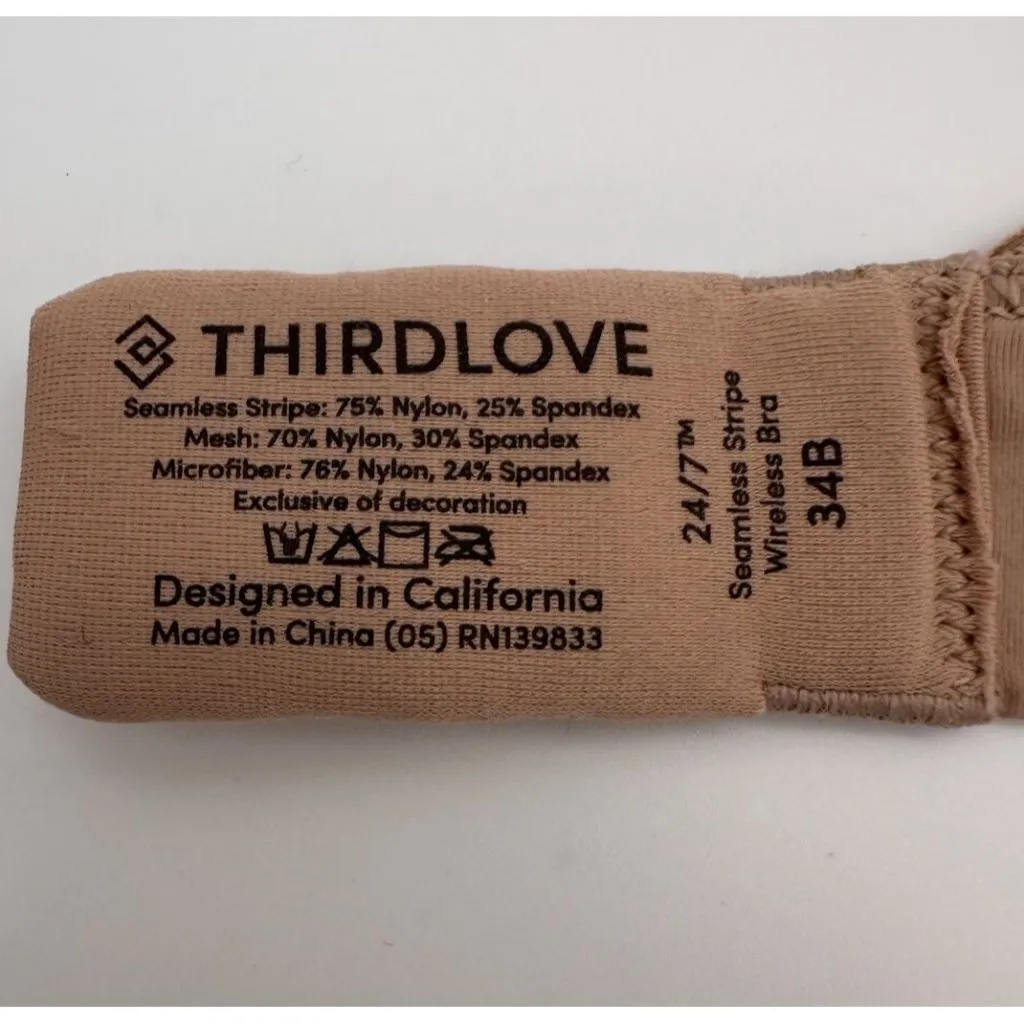 THIRDLOVE
Seamless Stripe: 75% Nylon, 25% Spandex
Mesh: 70% Nylon, 30% Spandex
Microfiber: 76% Nylon, 24% Spandex
Exclusive of decoration
Designed in California
Made in China (05) RN139833
24/7™
Seamless Stripe
Wireless Bra
34B